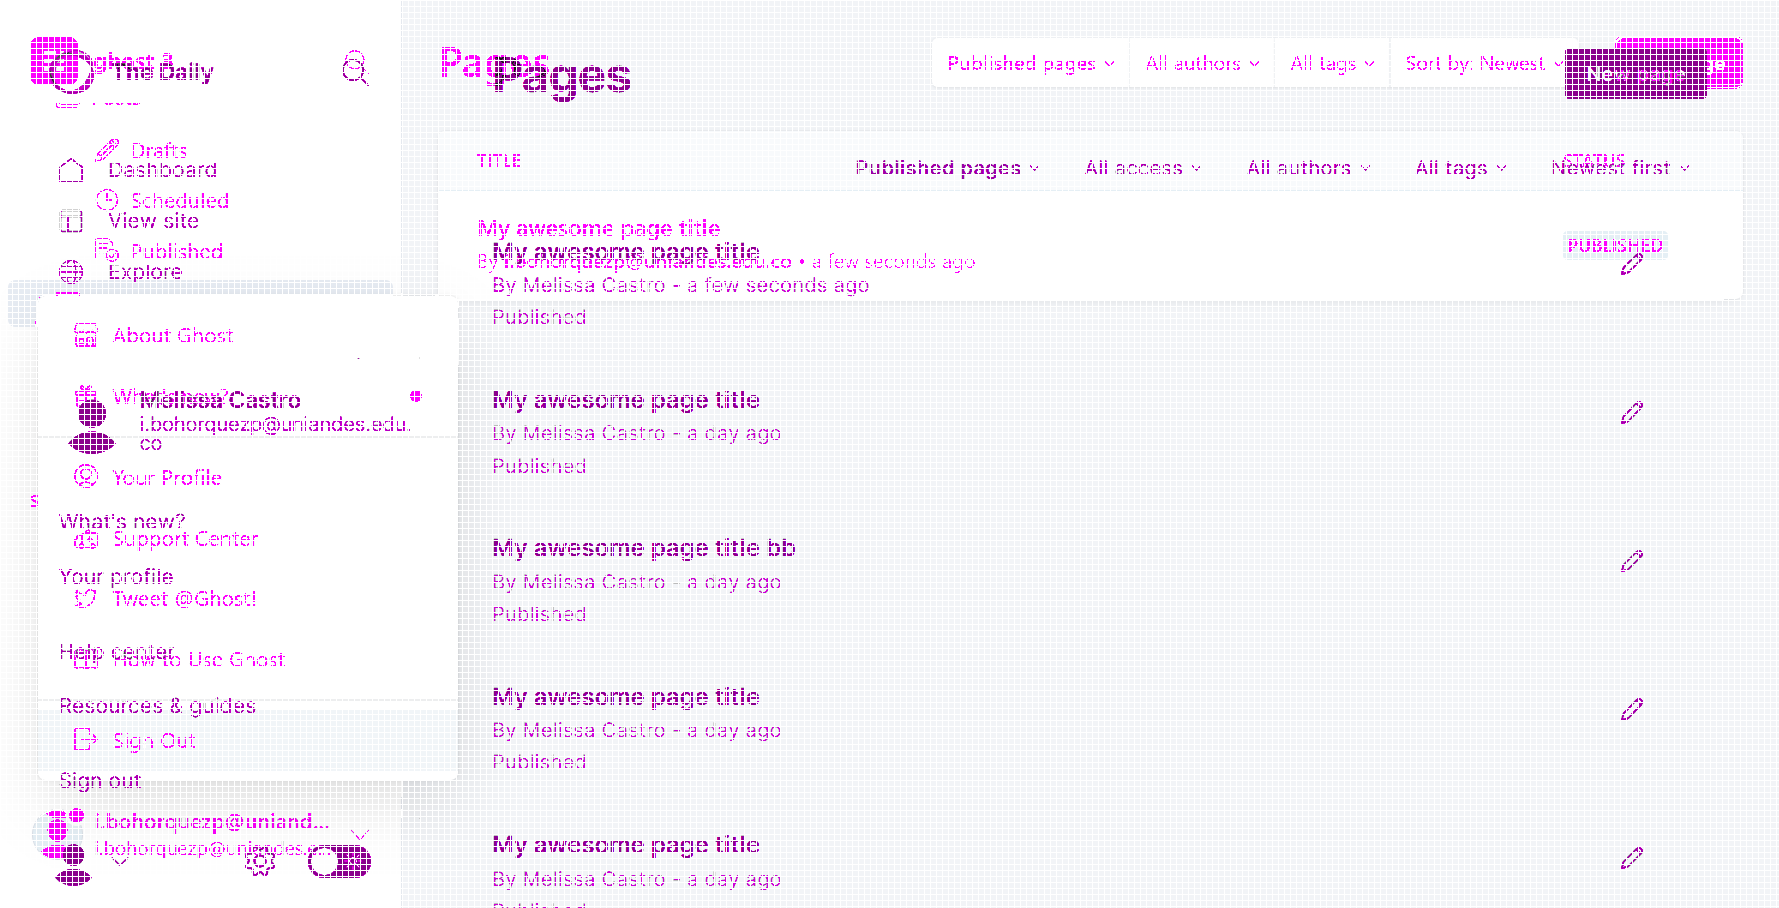 The Daily
Pages
Pages
Published pages
All authors
All tags
Sort by: Newest
New page
Drafts
Dashboard
Scheduled
View site
Published
Explore
TITLE
STATUS
Published pages
All access
All authors
All tags
Newest first
My awesome page title
By i.bohorquezp@uniandes.edu.co • a few seconds ago
PUBLISHED
My awesome page title
By Melissa Castro - a few seconds ago
Published
My awesome page title
By Melissa Castro - a day ago
Published
My awesome page title bb
By Melissa Castro - a day ago
Published
My awesome page title
By Melissa Castro - a day ago
Published
My awesome page title
By Melissa Castro - a day ago
About Ghost
What's new?
Melissa Castro
i.bohorquezp@uniandes.edu.
co
Your Profile
What's new?
Support Center
Your profile
Tweet @Ghost!
Help center
How to Use Ghost
Resources & guides
Sign Out
Sign out
i.bohorquezp@uniand...
i.bohorquezp@uniandes.e...